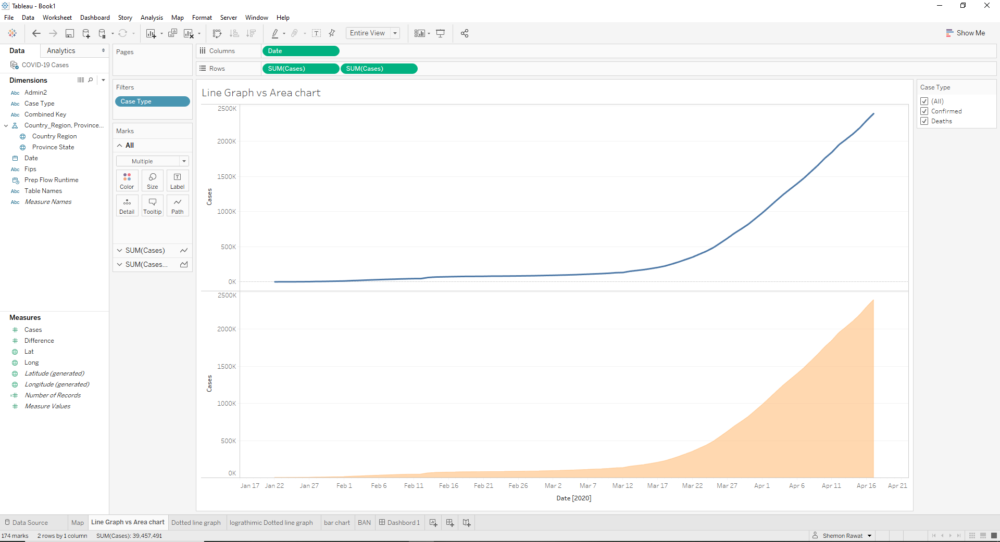 Tableau - Book1
File Data Worksheet Dashboard Story Analysis Map Format Server Window Help
Entire View
Show Me
Data Analytics
COVID-19 Cases
Dimensions
Abc Admin2
Abc Case Type
Abc Combined Key
Country_Region, Province...
Country Region
Province State
Date
Abc Fips
Prep Flow Runtime
Abc Table Names
Abc Measure Names
Measures
Cases
Difference
Lat
Long
Latitude (generated)
Longitude (generated)
Number of Records
Measure Values
Pages
Filters
Case Type
Marks
All
Multiple
Color Size Label
Detail Tooltip Path
SUM(Cases)
SUM(Cases...
Columns Date
Rows SUM(Cases) SUM(Cases)
Line Graph vs Area chart
2500K
2000K
1500K
1000K
500K
0K
Cases
2500K
2000K
1500K
1000K
500K
0K
Cases
Jan 17 Jan 22 Jan 27 Feb 1 Feb 6 Feb 11 Feb 16 Feb 21 Feb 26 Mar 2 Mar 7 Mar 12 Mar 17 Mar 22 Mar 27 Apr 1 Apr 6 Apr 11 Apr 16 Apr 21
Date [2020]
Case Type
(All)
Confirmed
Deaths
Data Source Map Line Graph vs Area chart Dotted line graph lograthimic Dotted line graph bar chart BAN Dashbord 1
174 marks 2 rows by 1 column SUM(Cases): 39,457,491 Shemon Rawat